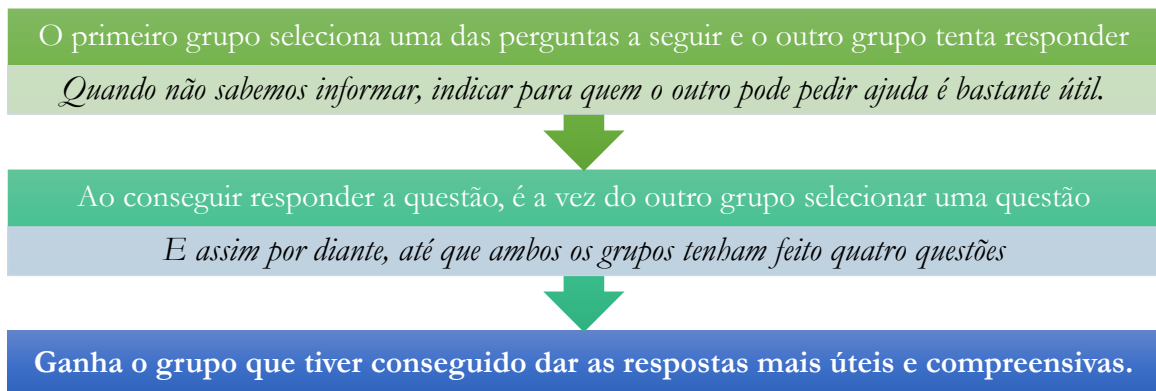 O primeiro grupo seleciona uma das perguntas a seguir e o outro grupo tenta responder
Quando não sabemos informar, indicar para quem o outro pode pedir ajuda é bastante útil.
Ao conseguir responder a questão, é a vez do outro grupo selecionar uma questão
E assim por diante, até que ambos os grupos tenham feito quatro questões
Ganha o grupo que tiver conseguido dar as respostas mais úteis e compreensivas.